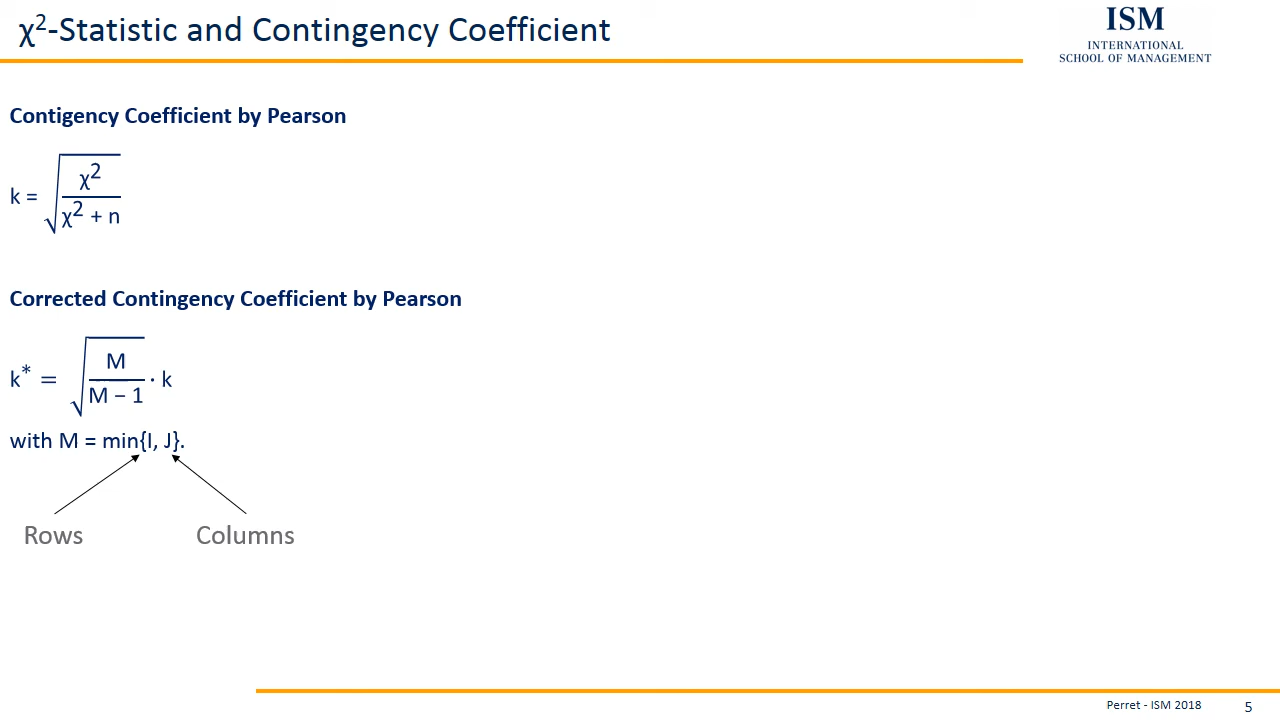 χ²-Statistic and Contingency Coefficient
ISM
INTERNATIONAL
SCHOOL OF MANAGEMENT
Contigency Coefficient by Pearson
k = √(χ² / (χ² + n))
Corrected Contingency Coefficient by Pearson
k* = √(M / (M − 1)) · k
with M = min{I, J}.
Rows Columns
Perret - ISM 2018 5